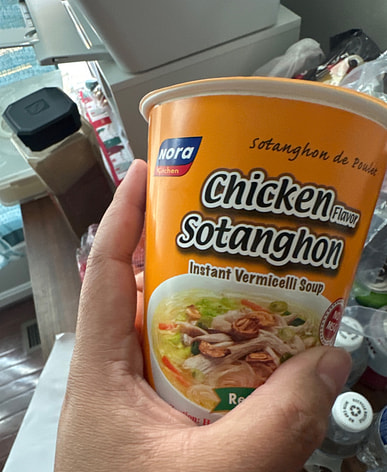 Nora
Kitchen
Sotanghon de Poulet
Chicken
Flavor
Sotanghon
Instant Vermicelli Soup